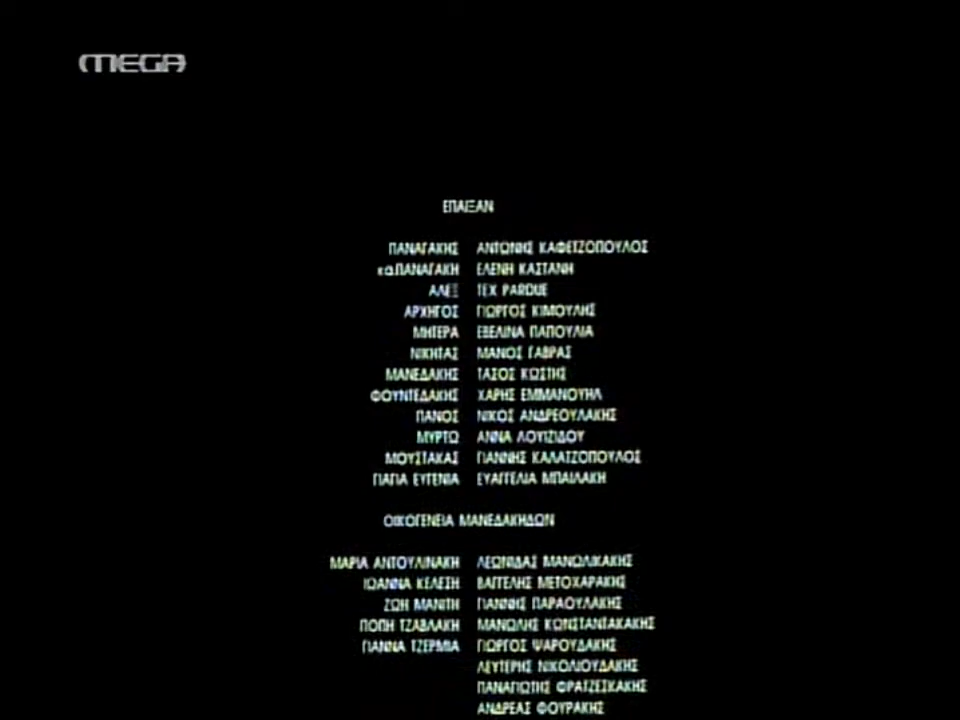 MEGA
ΕΠΑΙΞΑΝ
ΠΑΝΑΓΑΚΗΣ ΑΝΤΩΝΗΣ ΚΑΦΕΤΖΟΠΟΥΛΟΣ
κα.ΠΑΝΑΓΑΚΗ ΕΛΕΝΗ ΚΑΣΤΑΝΗ
ΑΛΕΞ TEX PARDUE
ΑΡΧΗΓΟΣ ΓΙΩΡΓΟΣ ΚΙΜΟΥΛΗΣ
ΜΗΤΕΡΑ ΕΒΕΛΙΝΑ ΠΑΠΟΥΛΙΑ
ΝΙΚΗΤΑΣ ΜΑΝΟΣ ΓΑΒΡΑΣ
ΜΑΝΕΔΑΚΗΣ ΤΑΣΟΣ ΚΩΣΤΗΣ
ΦΟΥΝΤΕΔΑΚΗΣ ΧΑΡΗΣ ΕΜΜΑΝΟΥΗΛ
ΠΑΝΟΣ ΝΙΚΟΣ ΑΝΔΡΕΟΥΛΑΚΗΣ
ΜΥΡΤΩ ΑΝΝΑ ΛΟΥΙΖΙΔΟΥ
ΜΟΥΣΤΑΚΑΣ ΓΙΑΝΝΗΣ ΚΑΛΑΤΖΟΠΟΥΛΟΣ
ΓΙΑΓΙΑ ΕΥΓΕΝΙΑ ΕΥΑΓΓΕΛΙΑ ΜΠΑΙΛΑΚΗ
ΟΙΚΟΓΕΝΕΙΑ ΜΑΝΕΔΑΚΗΔΩΝ
ΜΑΡΙΑ ΑΝΤΟΥΛΙΝΑΚΗ ΛΕΩΝΙΔΑΣ ΜΑΝΩΛΙΚΑΚΗΣ
ΙΩΑΝΝΑ ΚΕΛΕΣΗ ΒΑΓΓΕΛΗΣ ΜΕΤΟΧΑΡΑΚΗΣ
ΖΩΗ ΜΑΝΙΤΗ ΓΙΑΝΝΗΣ ΠΑΡΑΟΥΛΑΚΗΣ
ΠΟΠΗ ΤΖΑΒΛΑΚΗ ΜΑΝΩΛΗΣ ΚΩΝΣΤΑΝΤΑΚΑΚΗΣ
ΓΙΑΝΝΑ ΤΖΕΡΜΙΑ ΓΙΩΡΓΟΣ ΨΑΡΟΥΔΑΚΗΣ
ΛΕΥΤΕΡΗΣ ΝΙΚΟΛΙΟΥΔΑΚΗΣ
ΠΑΝΑΓΙΩΤΗΣ ΦΡΑΤΖΕΣΚΑΚΗΣ
ΑΝΔΡΕΑΣ ΦΟΥΡΑΚΗΣ